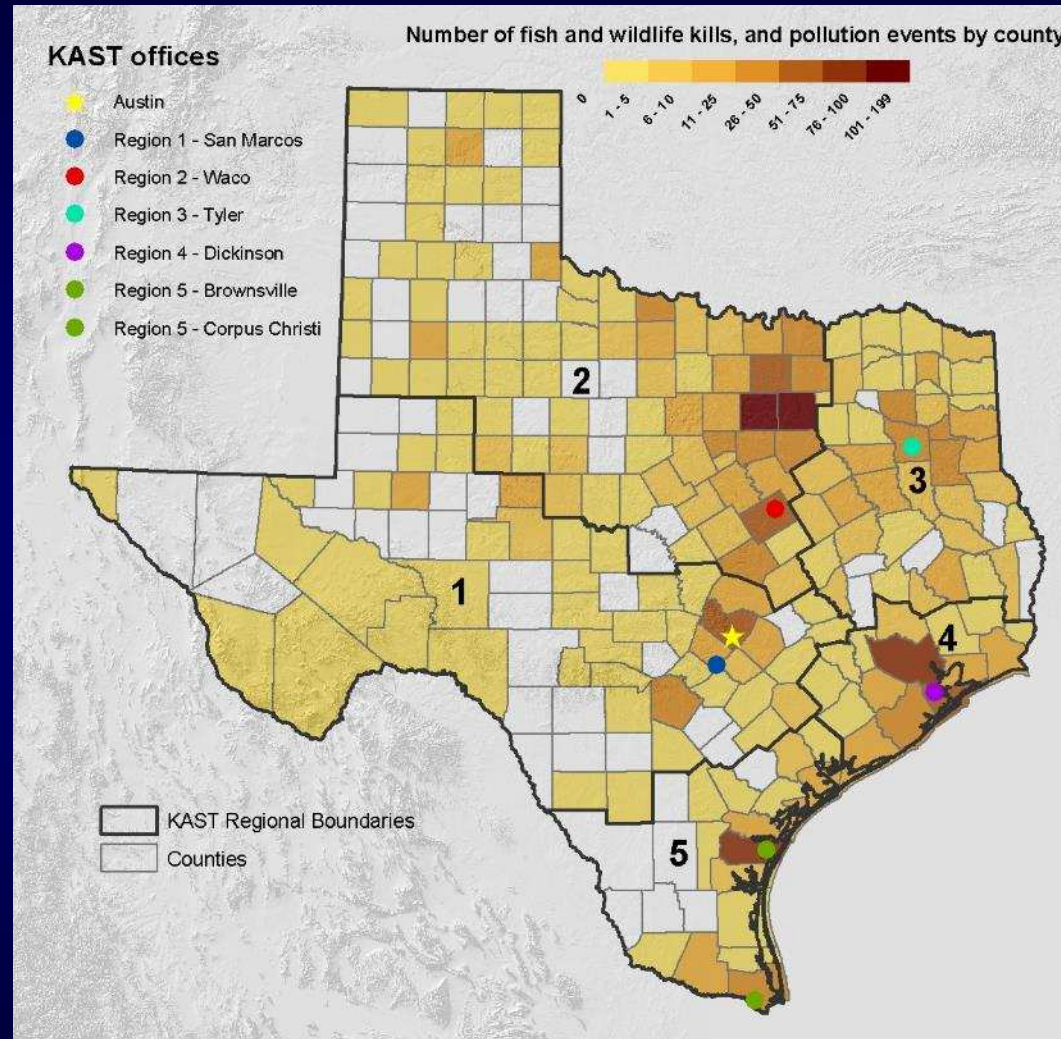 Number of fish and wildlife kills, and pollution events by county
0
1 - 5
6 - 10
11 - 25
26 - 50
51 - 75
76 - 100
101 - 199
KAST offices
Austin
Region 1 - San Marcos
Region 2 - Waco
Region 3 - Tyler
Region 4 - Dickinson
Region 5 - Brownsville
Region 5 - Corpus Christi
2
3
1
4
5
KAST Regional Boundaries
Counties